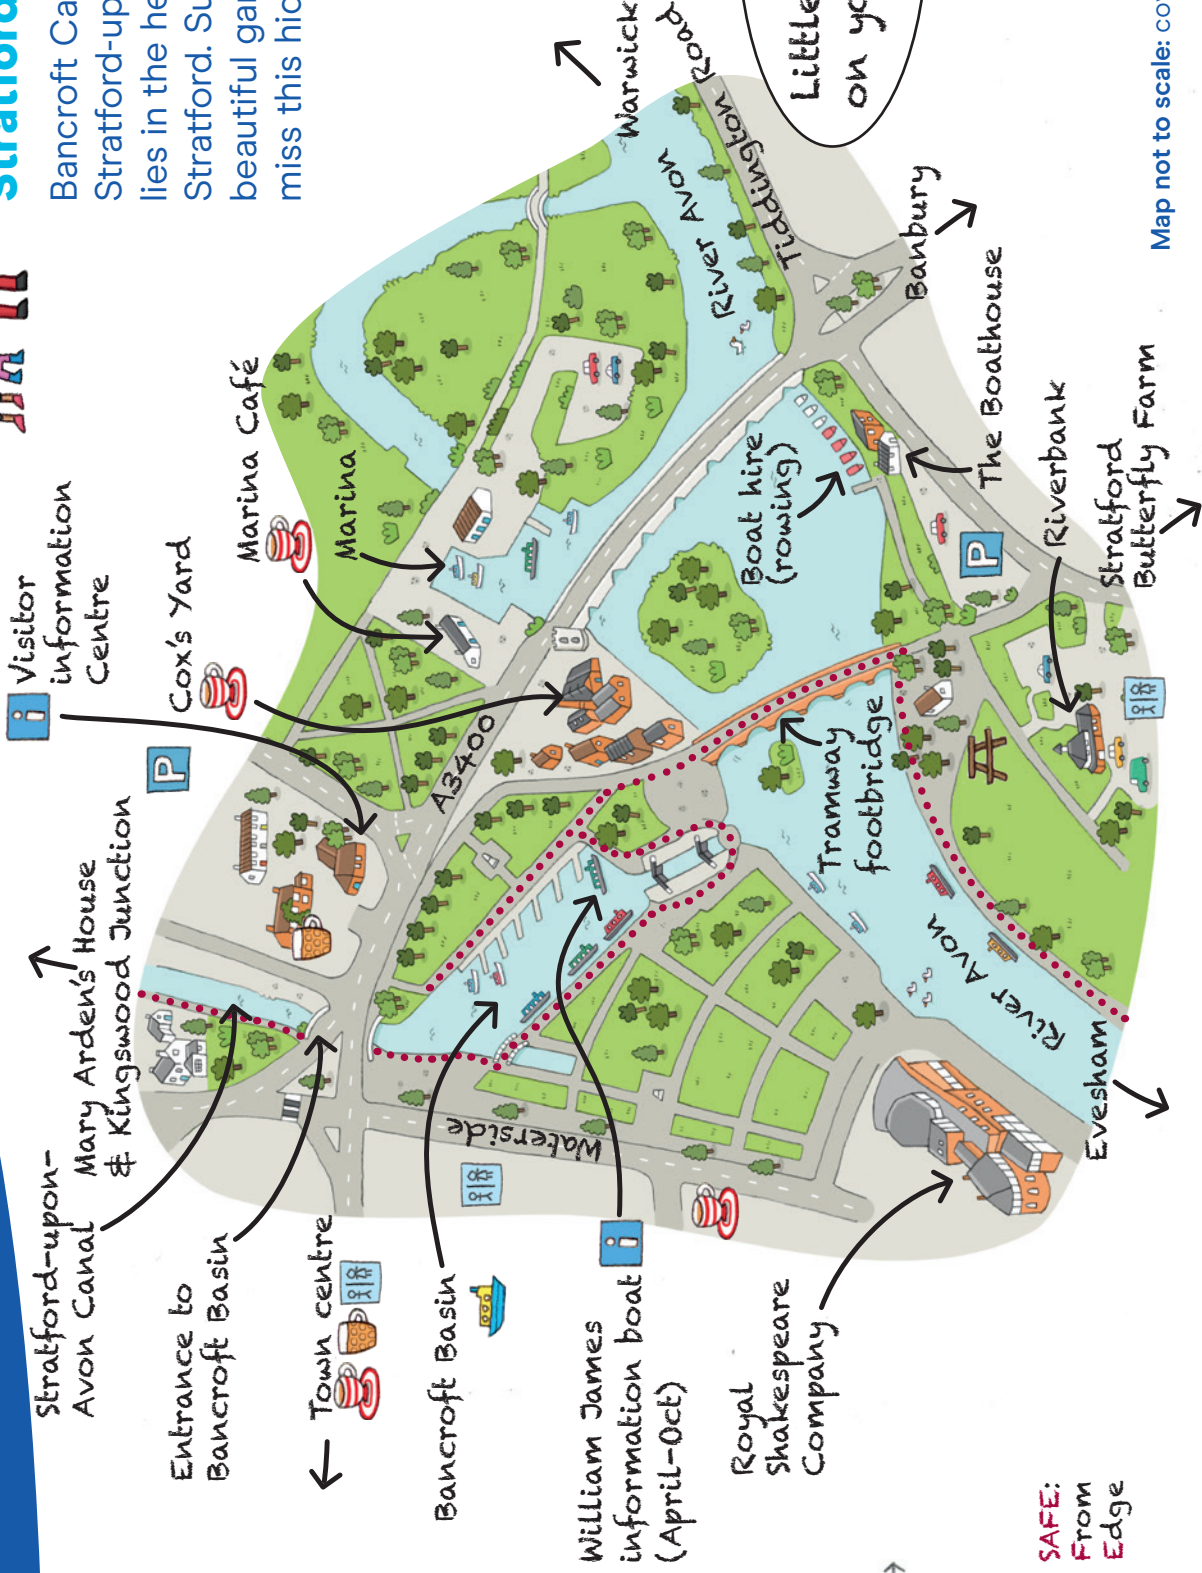 Stratford
Bancroft Ca
Stratford-up
lies in the he
Stratford. Su
beautiful gar
miss this hid
Visitor
information
Centre
Cox's Yard
Marina Café
Marina
Mary Arden's House
& Kingswood Junction
Stratford-upon-
Avon Canal
Entrance to
Bancroft Basin
Town centre
Bancroft Basin
William James
information boat
(April-Oct)
Royal
Shakespeare
Company
SAFE:
From
Edge
A3400
Waterside
Warwick
Tiddington Road
River Avon
Little
on yo
Banbury
The Boathouse
Boat hire
(rowing)
Riverbank
Stratford
Butterfly Farm
Tramway
footbridge
River Avon
Evesham
P
P
i
i
Map not to scale: cov